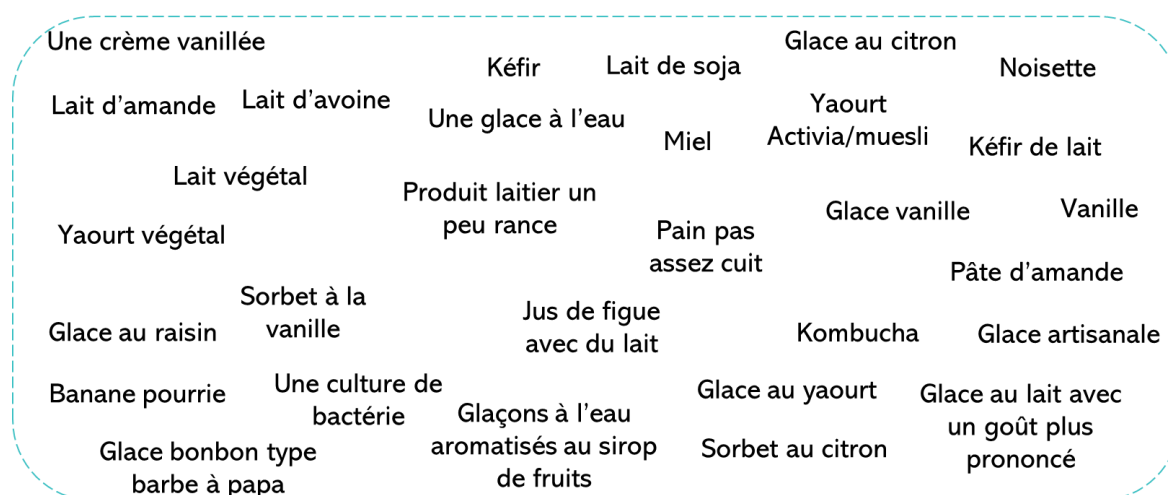 Une crème vanillée
Glace au citron
Kéfir
Lait de soja
Noisette
Lait d’amande
Lait d’avoine
Une glace à l’eau
Miel
Yaourt
Activia/muesli
Kéfir de lait
Lait végétal
Produit laitier un
peu rance
Glace vanille
Vanille
Yaourt végétal
Pain pas
assez cuit
Pâte d’amande
Sorbet à la
vanille
Glace au raisin
Jus de figue
avec du lait
Kombucha
Glace artisanale
Banane pourrie
Une culture de
bactérie
Glaçons à l’eau
aromatisés au sirop
de fruits
Glace au yaourt
Glace au lait avec
un goût plus
prononcé
Glace bonbon type
barbe à papa
Sorbet au citron